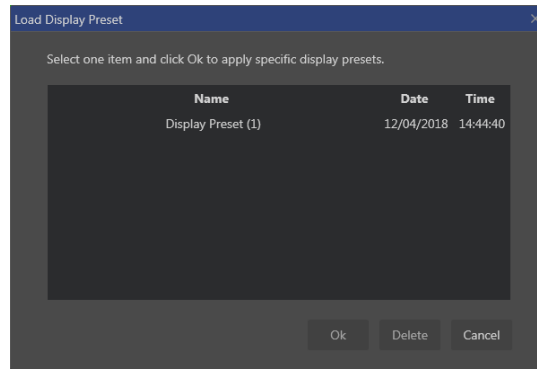 Load Display Preset
Select one item and click Ok to apply specific display presets.
Name Date Time
Display Preset (1) 12/04/2018 14:44:40
Ok Delete Cancel